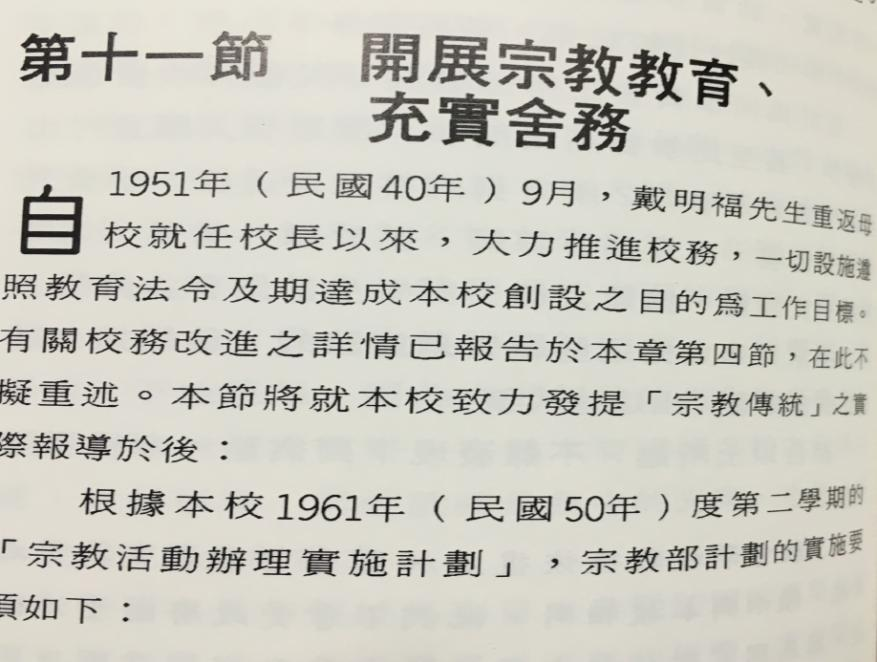 第十一節　開展宗教教育、
充實舍務
自1951年（民國40年）9月，戴明福先生重返母
校就任校長以來，大力推進校務，一切設施遵
照教育法令及期達成本校創設之目的為工作目標。
有關校務改進之詳情已報告於本章第四節，在此不
擬重述。本節將就本校致力發提「宗教傳統」之實
際報導於後：
根據本校1961年（民國50年）度第二學期的
「宗教活動辦理實施計劃」，宗教部計劃的實施要
項如下：